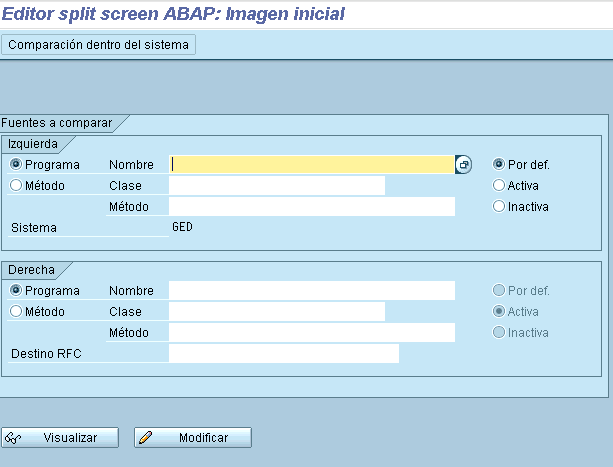 Editor split screen ABAP: Imagen inicial
Comparación dentro del sistema
Fuentes a comparar
Izquierda
Programa Nombre Por def.
Método Clase Activa
Método Inactiva
Sistema GED
Derecha
Programa Nombre Por def.
Método Clase Activa
Método Inactiva
Destino RFC
Visualizar Modificar